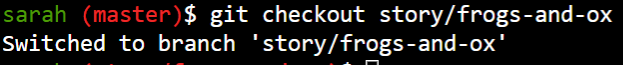 sarah (master)$ git checkout story/frogs-and-ox
Switched to branch 'story/frogs-and-ox'